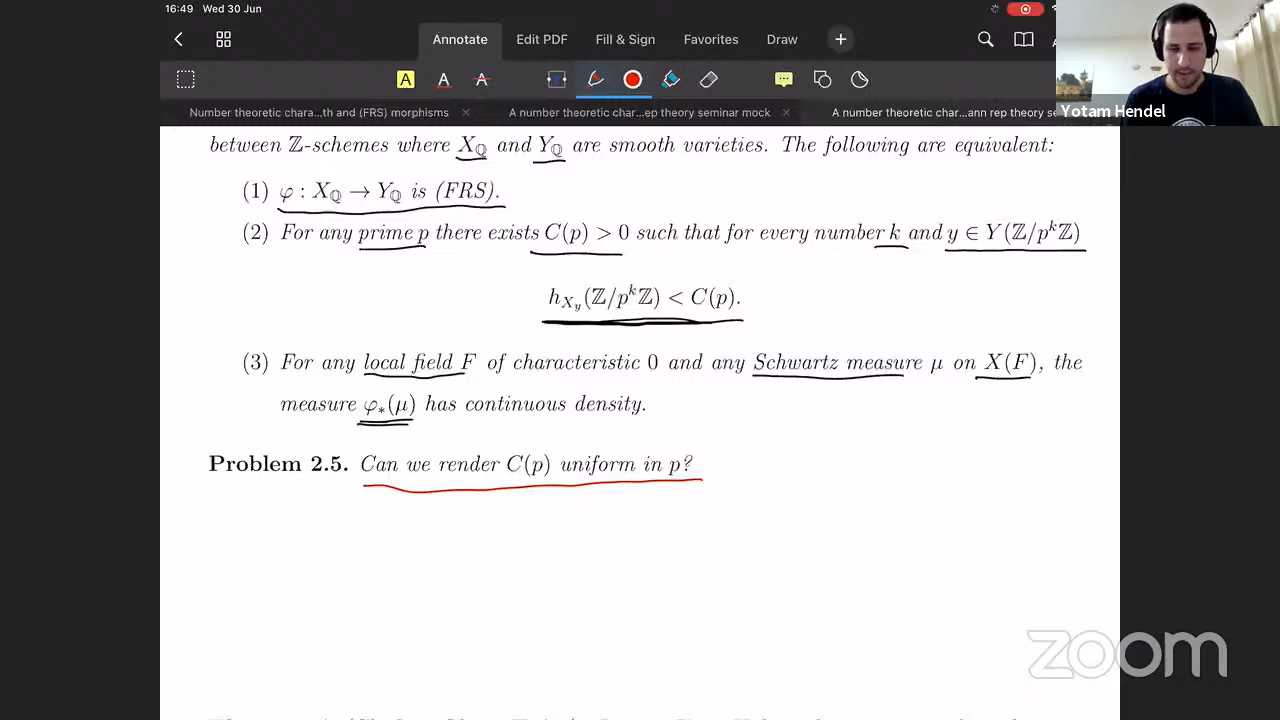 16:49 Wed 30 Jun
Annotate Edit PDF Fill & Sign Favorites Draw
A A A
Number theoretic chara...th and (FRS) morphisms × A number theoretic char...ep theory seminar mock × A number theoretic char...ann rep theory se
Yotam Hendel
between ℤ-schemes where X_ℚ and Y_ℚ are smooth varieties. The following are equivalent:
(1) φ : X_ℚ → Y_ℚ is (FRS).
(2) For any prime p there exists C(p) > 0 such that for every number k and y ∈ Y(ℤ/p^kℤ)
h_{X_y}(ℤ/p^kℤ) < C(p).
(3) For any local field F of characteristic 0 and any Schwartz measure μ on X(F), the
measure φ_*(μ) has continuous density.
Problem 2.5. Can we render C(p) uniform in p?
zoom